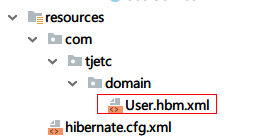 resources
com
tjetc
domain
User.hbm.xml
hibernate.cfg.xml